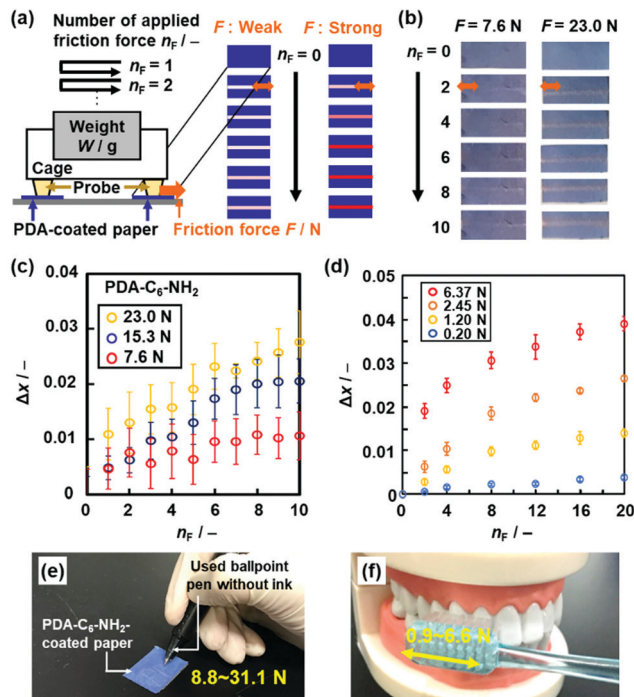 (a)
Number of applied
friction force nF / –
nF = 1
nF = 2
Weight
W / g
Cage
Probe
PDA-coated paper
Friction force F / N
F : Weak
F : Strong
nF = 0
(b)
F = 7.6 N
F = 23.0 N
nF = 0
2
4
6
8
10
(c)
PDA-C6-NH2
23.0 N
15.3 N
7.6 N
0.04
0.03
0.02
0.01
0
Δx / –
0
2
4
6
8
10
nF / –
(d)
6.37 N
2.45 N
1.20 N
0.20 N
0.05
0.04
0.03
0.02
0.01
0
Δx / –
0
4
8
12
16
20
nF / –
(e)
Used ballpoint
pen without ink
PDA-C6-NH2-
coated paper
8.8~31.1 N
(f)
0.9~6.6 N